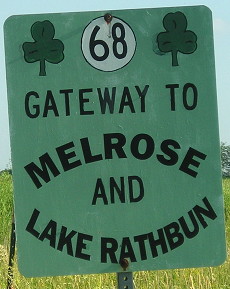 68
GATEWAY TO
MELROSE
AND
LAKE RATHBUN